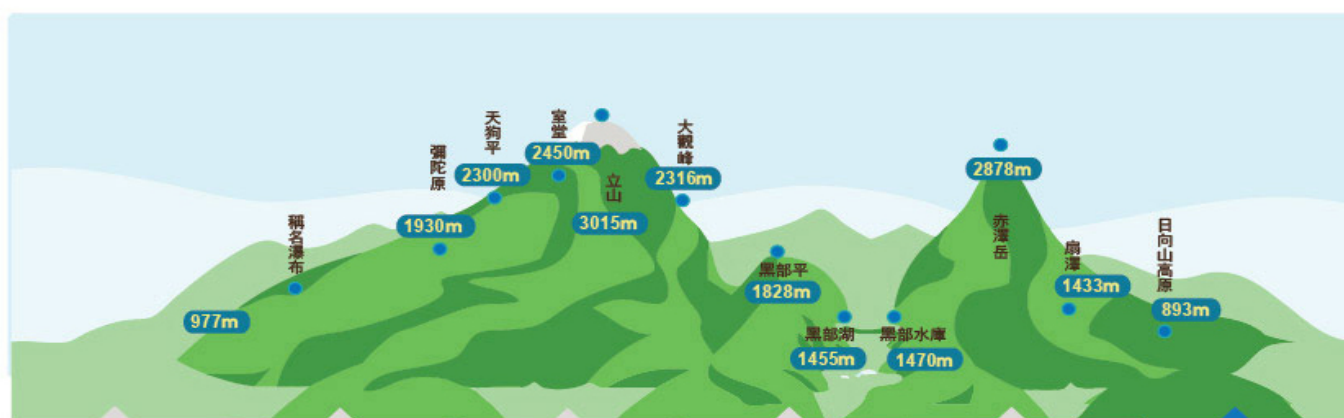 稱名瀑布
977m
彌陀原
1930m
天狗平
2300m
室堂
2450m
立山
3015m
大觀峰
2316m
黑部平
1828m
黑部湖
1455m
黑部水庫
1470m
2878m
赤澤岳
扇澤
1433m
日向山高原
893m